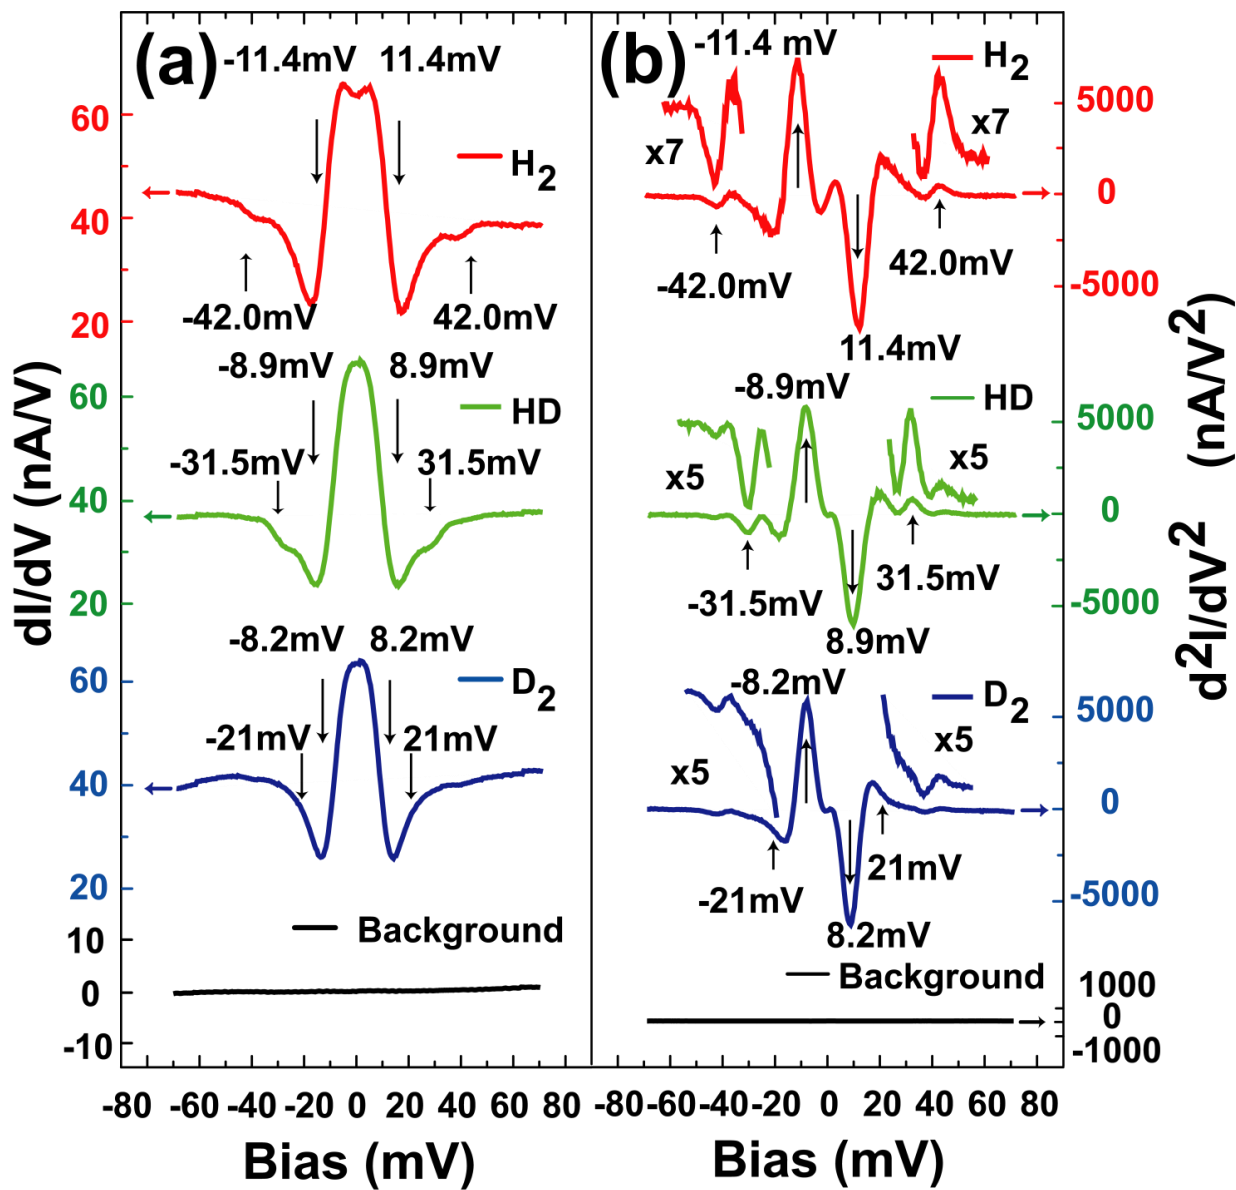 (a)
-11.4mV 11.4mV
H2
-42.0mV 42.0mV
-8.9mV 8.9mV
HD
-31.5mV 31.5mV
-8.2mV 8.2mV
D2
-21mV 21mV
Background
60
40
20
60
40
20
60
40
20
10
0
-10
dI/dV (nA/V)
-80 -60 -40 -20 0 20 40 60 80
Bias (mV)
(b)
-11.4 mV
H2
x7
x7
-42.0mV
42.0mV
11.4mV
-8.9mV
HD
x5
x5
-31.5mV
31.5mV
8.9mV
-8.2mV
D2
x5
x5
-21mV
21mV
8.2mV
Background
5000
0
-5000
5000
0
-5000
5000
0
-5000
1000
0
-1000
d2I/dV2 (nA/V2)
-80 -60 -40 -20 0 20 40 60 80
Bias (mV)